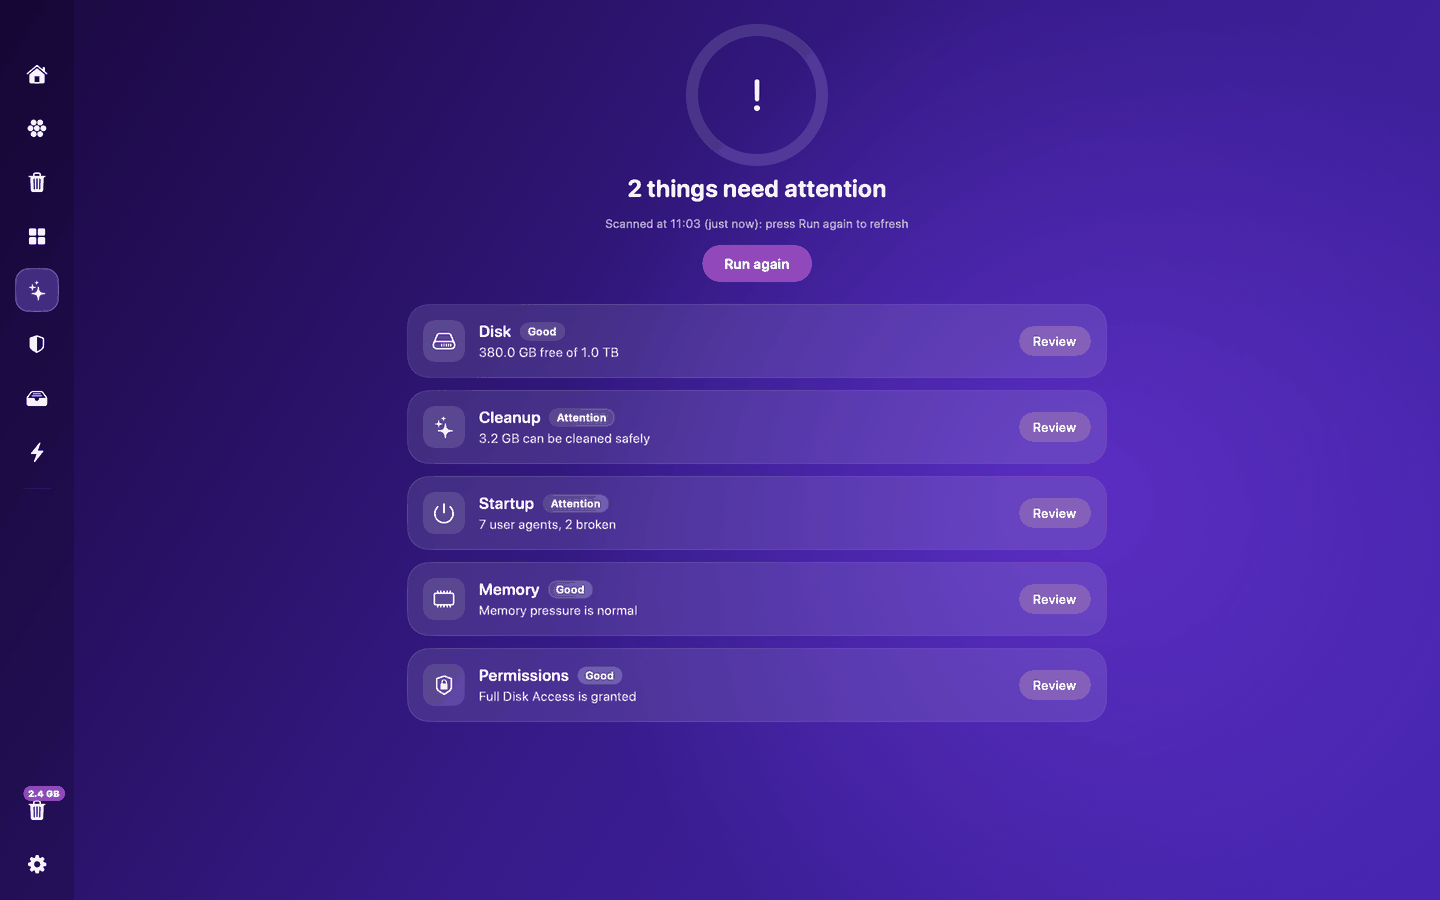 !
2 things need attention
Scanned at 11:03 (just now): press Run again to refresh
Run again
Disk Good
380.0 GB free of 1.0 TB
Review
Cleanup Attention
3.2 GB can be cleaned safely
Review
Startup Attention
7 user agents, 2 broken
Review
Memory Good
Memory pressure is normal
Review
Permissions Good
Full Disk Access is granted
Review
2.4 GB